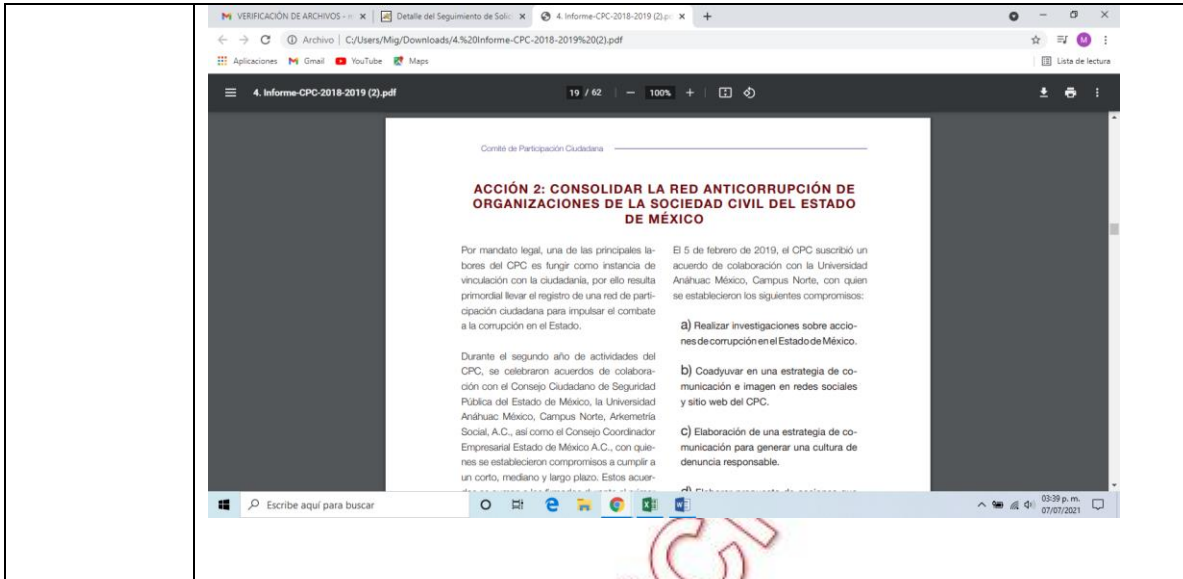 VERIFICACIÓN DE ARCHIVOS - 
Detalle del Seguimiento de Solic
4. Informe-CPC-2018-2019 (2).p
Archivo | C:/Users/Mig/Downloads/4.%20Informe-CPC-2018-2019%20(2).pdf
M
Aplicaciones Gmail YouTube Maps
Lista de lectura
4. Informe-CPC-2018-2019 (2).pdf
19 / 62 | − 100% +
Comité de Participación Ciudadana
ACCIÓN 2: CONSOLIDAR LA RED ANTICORRUPCIÓN DE
ORGANIZACIONES DE LA SOCIEDAD CIVIL DEL ESTADO
DE MÉXICO
Por mandato legal, una de las principales la-
bores del CPC es fungir como instancia de
vinculación con la ciudadanía, por ello resulta
primordial llevar el registro de una red de parti-
cipación ciudadana para impulsar el combate
a la corrupción en el Estado.
Durante el segundo año de actividades del
CPC, se celebraron acuerdos de colabora-
ción con el Consejo Ciudadano de Seguridad
Pública del Estado de México, la Universidad
Anáhuac México, Campus Norte, Arkemetría
Social, A.C., así como el Consejo Coordinador
Empresarial Estado de México A.C., con quie-
nes se establecieron compromisos a cumplir a
un corto, mediano y largo plazo. Estos acuer-
El 5 de febrero de 2019, el CPC suscribió un
acuerdo de colaboración con la Universidad
Anáhuac México, Campus Norte, con quien
se establecieron los siguientes compromisos:
a) Realizar investigaciones sobre accio-
nes de corrupción en el Estado de México.
b) Coadyuvar en una estrategia de co-
municación e imagen en redes sociales
y sitio web del CPC.
c) Elaboración de una estrategia de co-
municación para generar una cultura de
denuncia responsable.
Escribe aquí para buscar
03:39 p. m.
07/07/2021